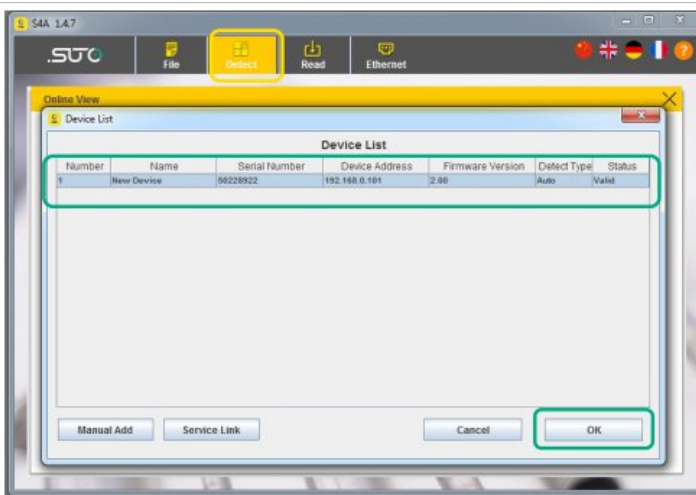 S4A 1.4.7
.SUTO File Detect Read Ethernet
Online View
Device List
Device List
Number Name Serial Number Device Address Firmware Version Detect Type Status
1 New Device 50228922 192.168.0.101 2.00 Auto Valid
Manual Add Service Link Cancel OK